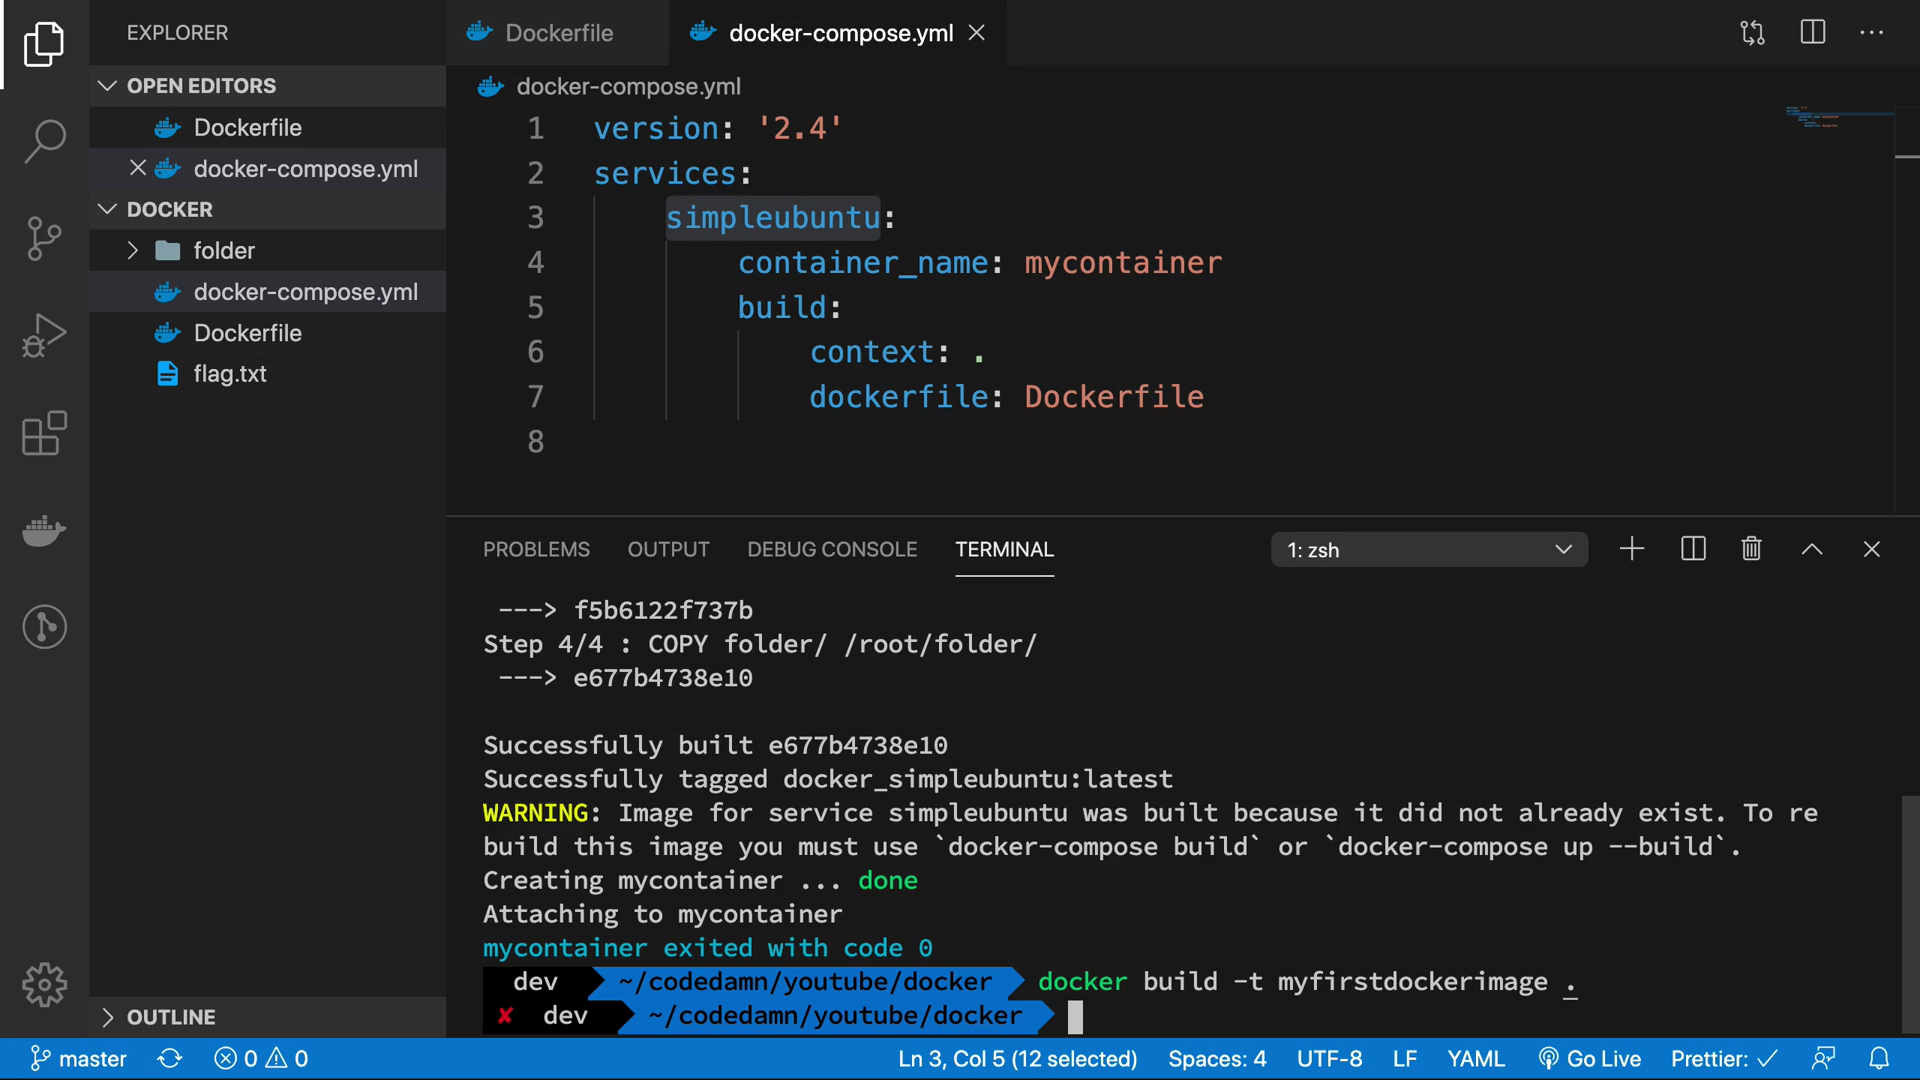 EXPLORER
OPEN EDITORS
Dockerfile
docker-compose.yml
DOCKER
folder
docker-compose.yml
Dockerfile
flag.txt
OUTLINE
Dockerfile
docker-compose.yml
docker-compose.yml
1 version: '2.4'
2 services:
3 simpleubuntu:
4 container_name: mycontainer
5 build:
6 context: .
7 dockerfile: Dockerfile
8
PROBLEMS OUTPUT DEBUG CONSOLE TERMINAL 1: zsh
---> f5b6122f737b
Step 4/4 : COPY folder/ /root/folder/
---> e677b4738e10
Successfully built e677b4738e10
Successfully tagged docker_simpleubuntu:latest
WARNING: Image for service simpleubuntu was built because it did not already exist. To re
build this image you must use `docker-compose build` or `docker-compose up --build`.
Creating mycontainer ... done
Attaching to mycontainer
mycontainer exited with code 0
dev ~/codedamn/youtube/docker docker build -t myfirstdockerimage .
✘ dev ~/codedamn/youtube/docker
master 0 0 Ln 3, Col 5 (12 selected) Spaces: 4 UTF-8 LF YAML Go Live Prettier: ✓